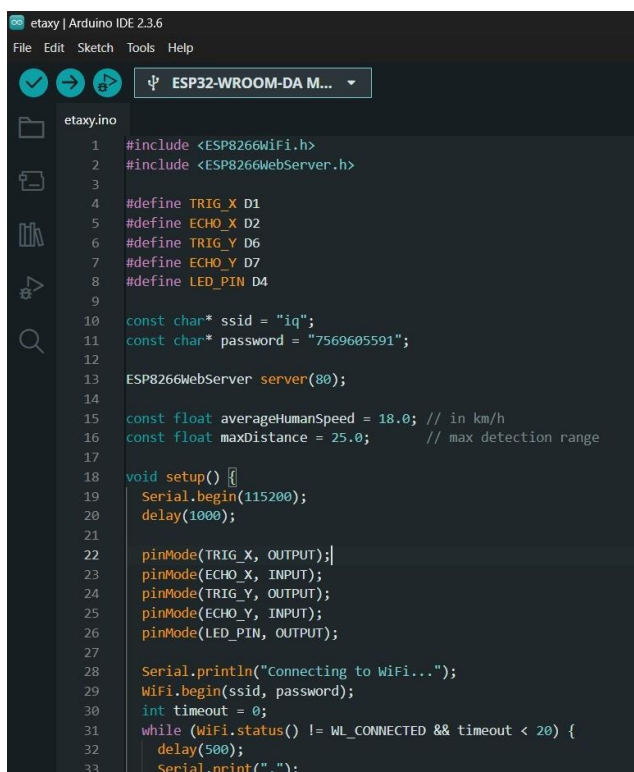 etaxy | Arduino IDE 2.3.6
File Edit Sketch Tools Help
ESP32-WROOM-DA M...
etaxy.ino
1 #include <ESP8266WiFi.h>
2 #include <ESP8266WebServer.h>
3
4 #define TRIG_X D1
5 #define ECHO_X D2
6 #define TRIG_Y D6
7 #define ECHO_Y D7
8 #define LED_PIN D4
9
10 const char* ssid = "iq";
11 const char* password = "7569605591";
12
13 ESP8266WebServer server(80);
14
15 const float averageHumanSpeed = 18.0; // in km/h
16 const float maxDistance = 25.0; // max detection range
17
18 void setup() {
19 Serial.begin(115200);
20 delay(1000);
21
22 pinMode(TRIG_X, OUTPUT);
23 pinMode(ECHO_X, INPUT);
24 pinMode(TRIG_Y, OUTPUT);
25 pinMode(ECHO_Y, INPUT);
26 pinMode(LED_PIN, OUTPUT);
27
28 Serial.println("Connecting to WiFi...");
29 WiFi.begin(ssid, password);
30 int timeout = 0;
31 while (WiFi.status() != WL_CONNECTED && timeout < 20) {
32 delay(500);
33 Serial.print(".");